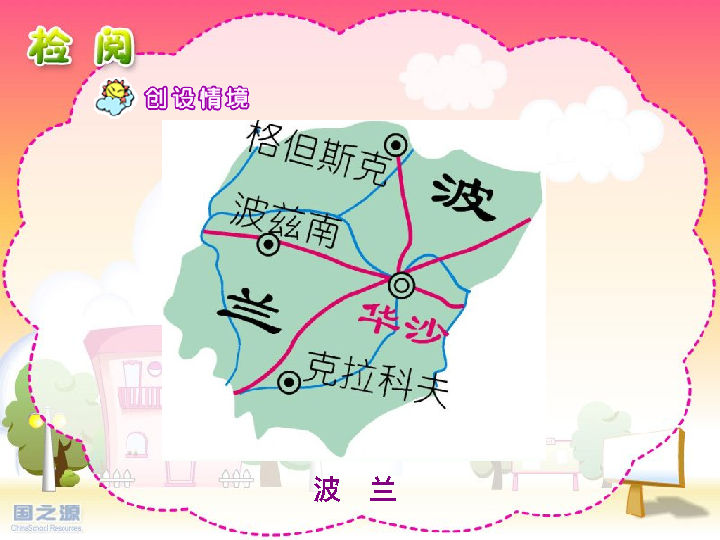 检 阅
创设情境
格但斯克
波
波兹南
兰
华沙
克拉科夫
波 兰
国之源
ChinaSchool Resources